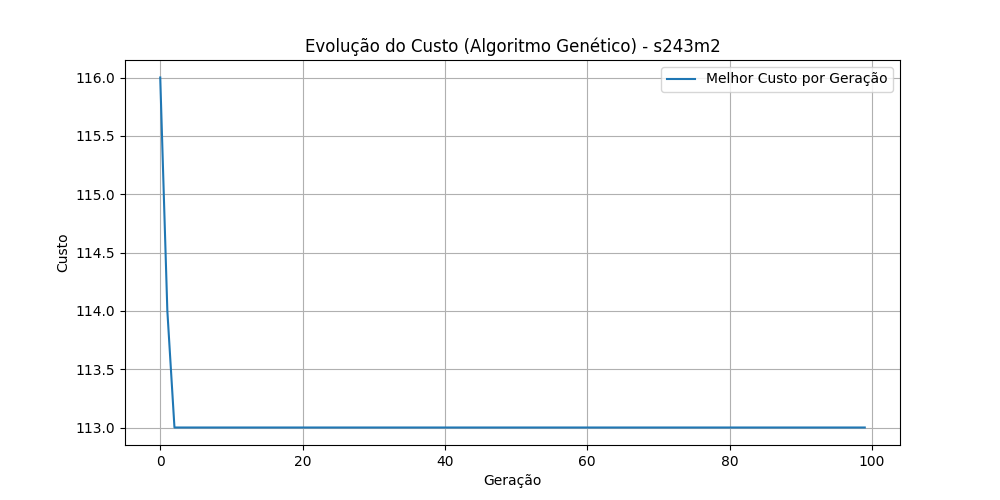 Evolução do Custo (Algoritmo Genético) - s243m2
Melhor Custo por Geração
116.0
115.5
115.0
114.5
114.0
113.5
113.0
Custo
0 20 40 60 80 100
Geração